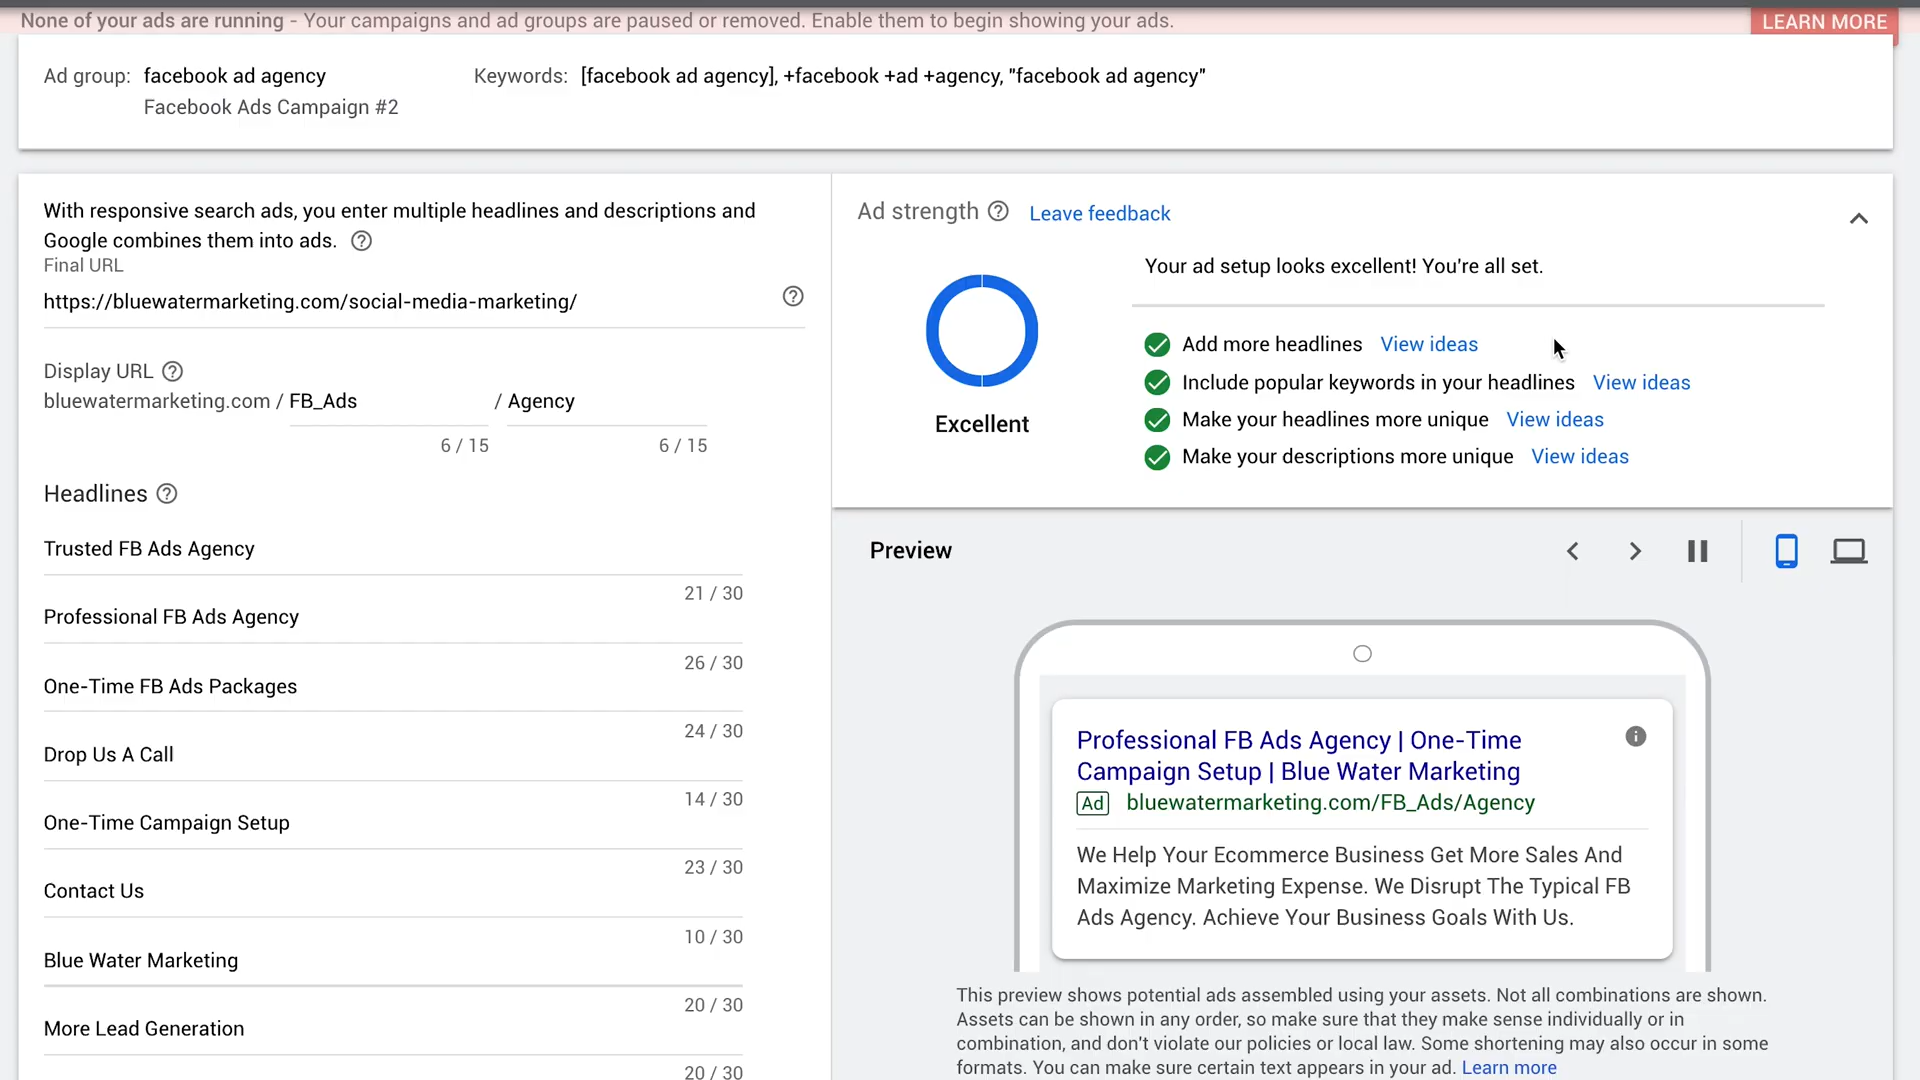 None of your ads are running - Your campaigns and ad groups are paused or removed. Enable them to begin showing your ads.
LEARN MORE
Ad group: facebook ad agency
Facebook Ads Campaign #2
Keywords: [facebook ad agency], +facebook +ad +agency, "facebook ad agency"
With responsive search ads, you enter multiple headlines and descriptions and
Google combines them into ads.
Final URL
https://bluewatermarketing.com/social-media-marketing/
Display URL
bluewatermarketing.com / FB_Ads / Agency
6 / 15 6 / 15
Headlines
Trusted FB Ads Agency
21 / 30
Professional FB Ads Agency
26 / 30
One-Time FB Ads Packages
24 / 30
Drop Us A Call
14 / 30
One-Time Campaign Setup
23 / 30
Contact Us
10 / 30
Blue Water Marketing
20 / 30
More Lead Generation
20 / 30
Ad strength Leave feedback
Excellent
Your ad setup looks excellent! You're all set.
Add more headlines View ideas
Include popular keywords in your headlines View ideas
Make your headlines more unique View ideas
Make your descriptions more unique View ideas
Preview
Professional FB Ads Agency | One-Time
Campaign Setup | Blue Water Marketing
Ad bluewatermarketing.com/FB_Ads/Agency
We Help Your Ecommerce Business Get More Sales And
Maximize Marketing Expense. We Disrupt The Typical FB
Ads Agency. Achieve Your Business Goals With Us.
This preview shows potential ads assembled using your assets. Not all combinations are shown.
Assets can be shown in any order, so make sure that they make sense individually or in
combination, and don't violate our policies or local law. Some shortening may also occur in some
formats. You can make sure certain text appears in your ad. Learn more